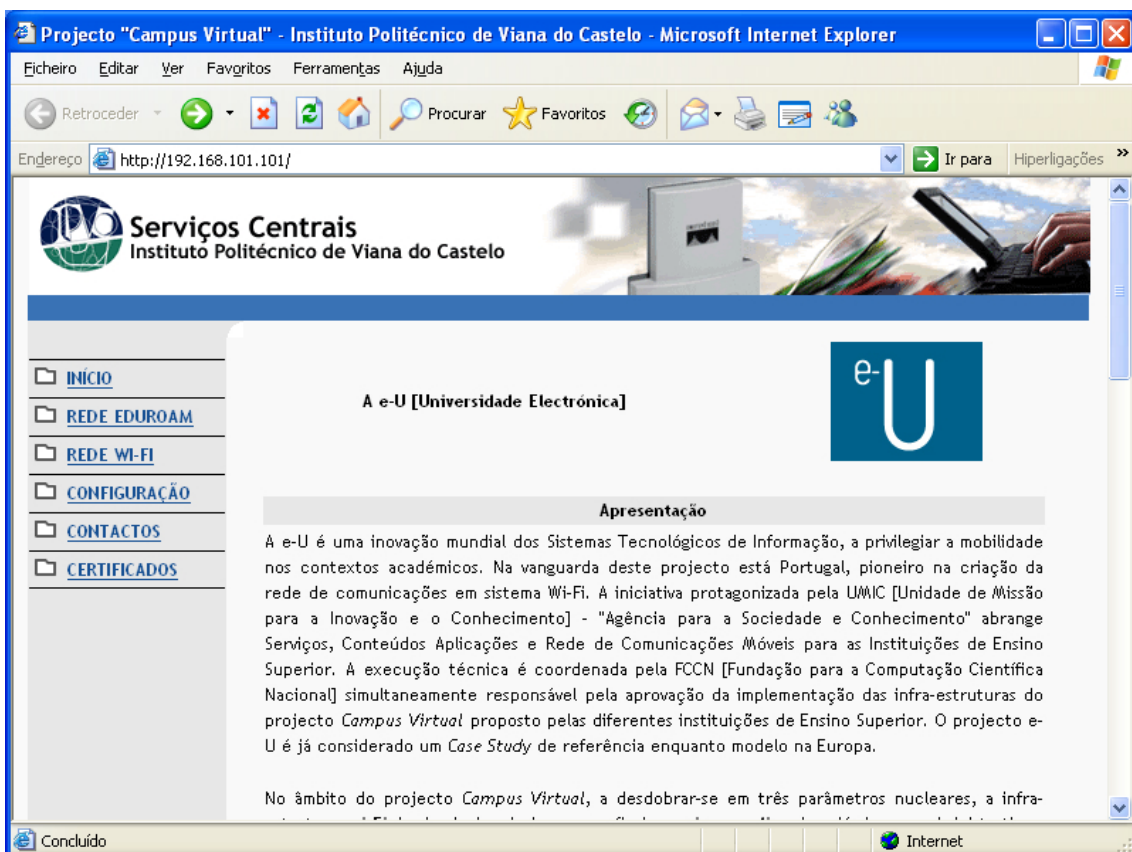 Projecto "Campus Virtual" - Instituto Politécnico de Viana do Castelo - Microsoft Internet Explorer
Ficheiro Editar Ver Favoritos Ferramentas Ajuda
Retroceder Procurar Favoritos
Endereço http://192.168.101.101/ Ir para Hiperligações »
Serviços Centrais
Instituto Politécnico de Viana do Castelo
INÍCIO
REDE EDUROAM
REDE WI-FI
CONFIGURAÇÃO
CONTACTOS
CERTIFICADOS
A e-U [Universidade Electrónica]
e-U
Apresentação
A e-U é uma inovação mundial dos Sistemas Tecnológicos de Informação, a privilegiar a mobilidade
nos contextos académicos. Na vanguarda deste projecto está Portugal, pioneiro na criação da
rede de comunicações em sistema Wi-Fi. A iniciativa protagonizada pela UMIC [Unidade de Missão
para a Inovação e o Conhecimento] - "Agência para a Sociedade e Conhecimento" abrange
Serviços, Conteúdos Aplicações e Rede de Comunicações Móveis para as Instituições de Ensino
Superior. A execução técnica é coordenada pela FCCN [Fundação para a Computação Científica
Nacional] simultaneamente responsável pela aprovação da implementação das infra-estruturas do
projecto Campus Virtual proposto pelas diferentes instituições de Ensino Superior. O projecto e-
U é já considerado um Case Study de referência enquanto modelo na Europa.
No âmbito do projecto Campus Virtual, a desdobrar-se em três parâmetros nucleares, a infra-
Concluído Internet